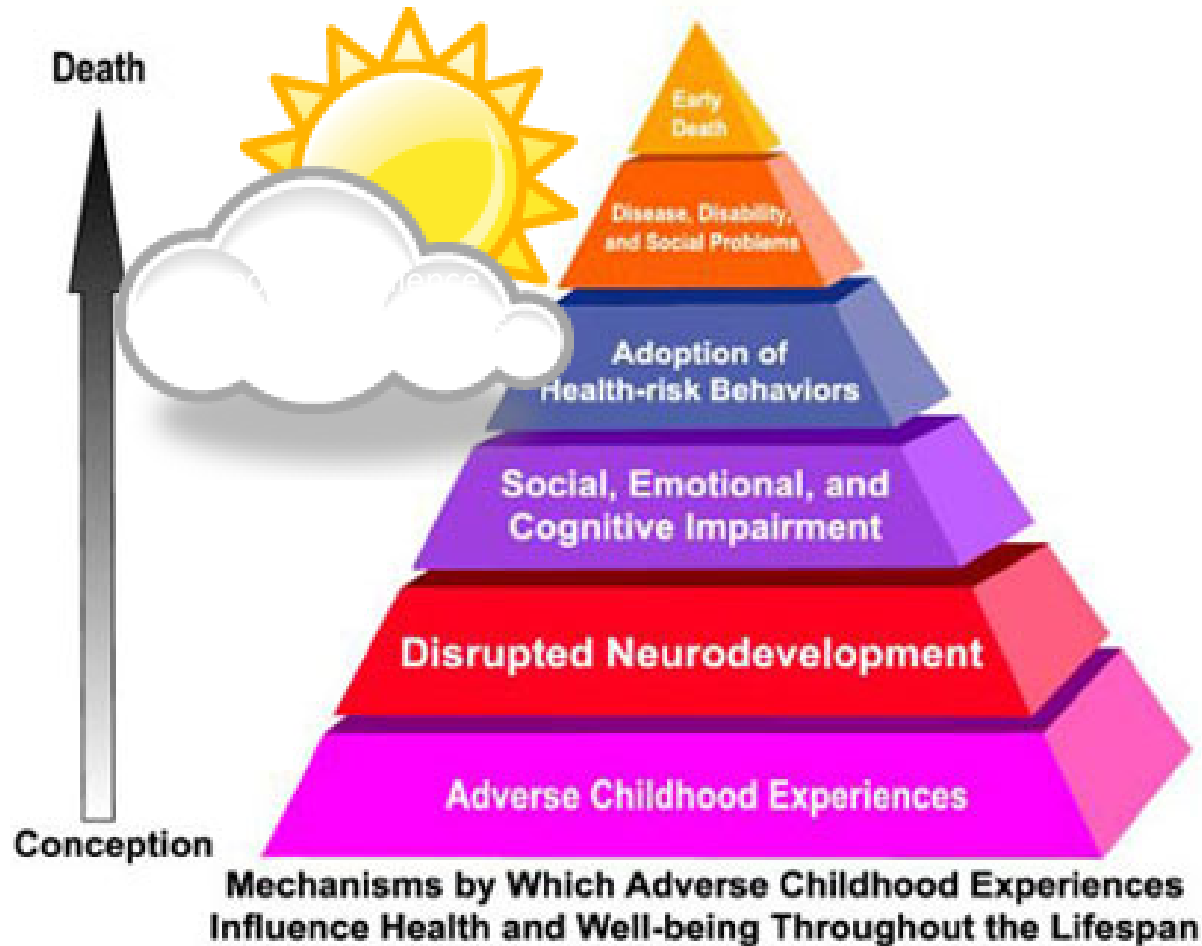 Death
Early
Death
Disease, Disability,
and Social Problems
Adoption of
Health-risk Behaviors
Social, Emotional, and
Cognitive Impairment
Disrupted Neurodevelopment
Adverse Childhood Experiences
Conception
Mechanisms by Which Adverse Childhood Experiences
Influence Health and Well-being Throughout the Lifespan